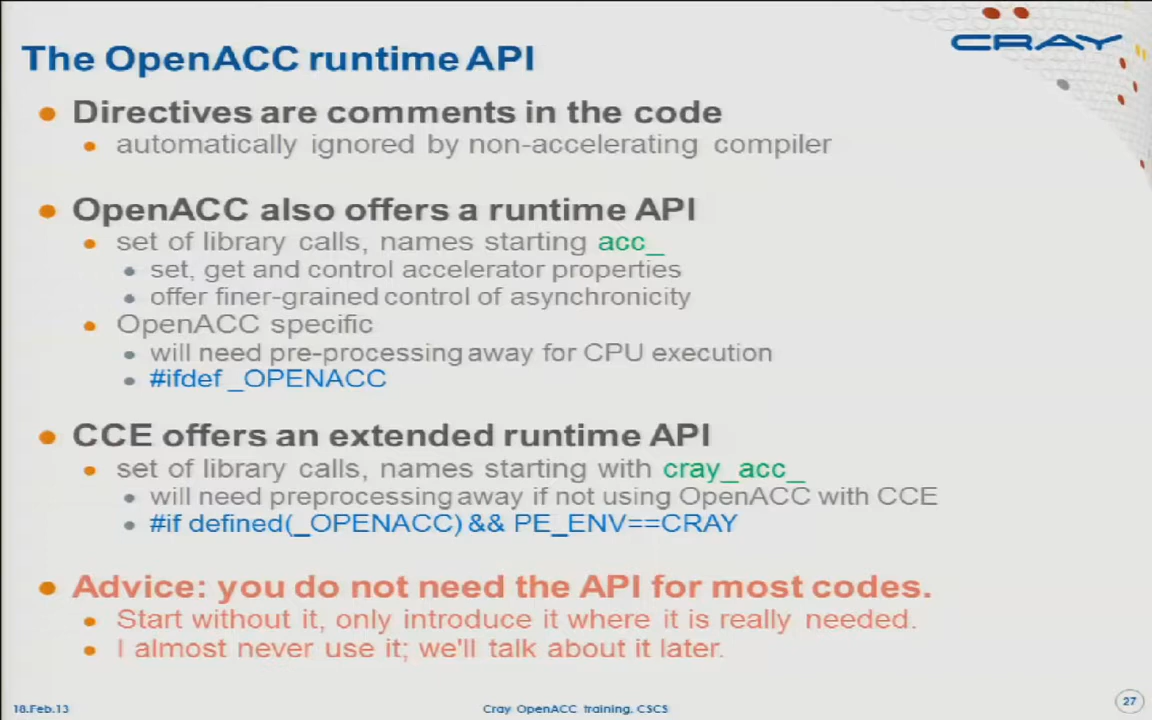 The OpenACC runtime API
CRAY
Directives are comments in the code
automatically ignored by non-accelerating compiler
OpenACC also offers a runtime API
set of library calls, names starting acc_
set, get and control accelerator properties
offer finer-grained control of asynchronicity
OpenACC specific
will need pre-processing away for CPU execution
#ifdef _OPENACC
CCE offers an extended runtime API
set of library calls, names starting with cray_acc_
will need preprocessing away if not using OpenACC with CCE
#if defined(_OPENACC) && PE_ENV==CRAY
Advice: you do not need the API for most codes.
Start without it, only introduce it where it is really needed.
I almost never use it; we'll talk about it later.
18.Feb.13
Cray OpenACC training, CSCS
27